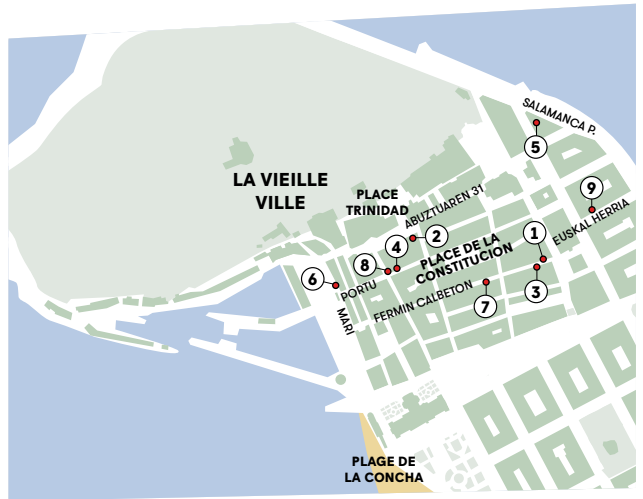 SALAMANCA P.
5
LA VIEILLE
VILLE
PLACE
TRINIDAD
9
ABUZTUAREN 31
2
1
EUSKAL HERRIA
4
PLACE DE LA
CONSTITUCION
8
6
PORTU
3
7
FERMIN CALBETON
MARI
PLAGE DE
LA CONCHA